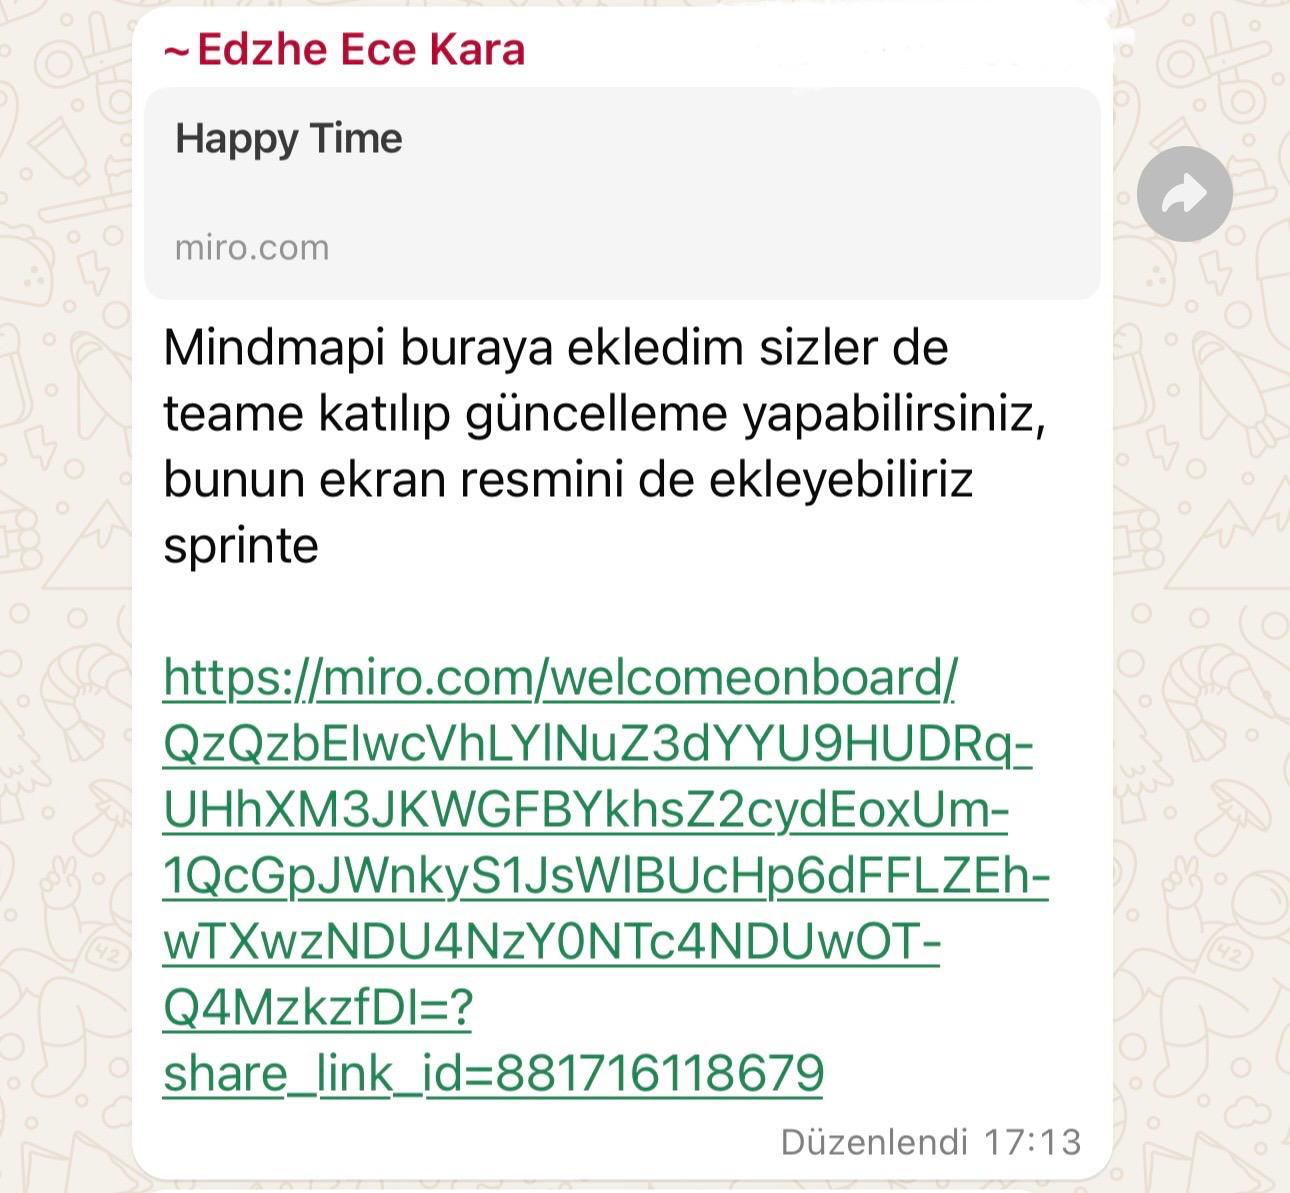 ~ Edzhe Ece Kara
Happy Time
miro.com
Mindmapi buraya ekledim sizler de
teame katılıp güncelleme yapabilirsiniz,
bunun ekran resmini de ekleyebiliriz
sprinte
https://miro.com/welcomeonboard/
QzQzbElwcVhLYlNuZ3dYYU9HUDRq-
UHhXM3JKWGFBYkhsZ2cydEoxUm-
1QcGpJWnkyS1JsWlBUcHp6dFFLZEh-
wTXwzNDU4NzY0NTc4NDUwOT-
Q4MzkzfDI=?
share_link_id=881716118679
Düzenlendi 17:13